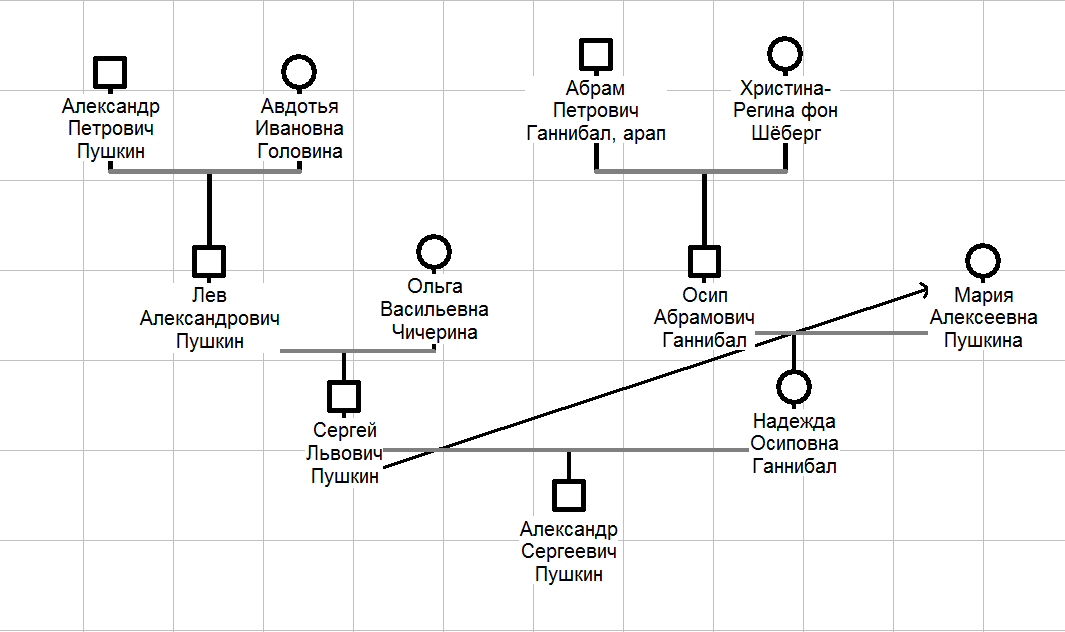 Александр
Петрович
Пушкин
Авдотья
Ивановна
Головина
Абрам
Петрович
Ганнибал, арап
Христина-
Регина фон
Шёберг
Лев
Александрович
Пушкин
Ольга
Васильевна
Чичерина
Осип
Абрамович
Ганнибал
Мария
Алексеевна
Пушкина
Сергей
Львович
Пушкин
Надежда
Осиповна
Ганнибал
Александр
Сергеевич
Пушкин